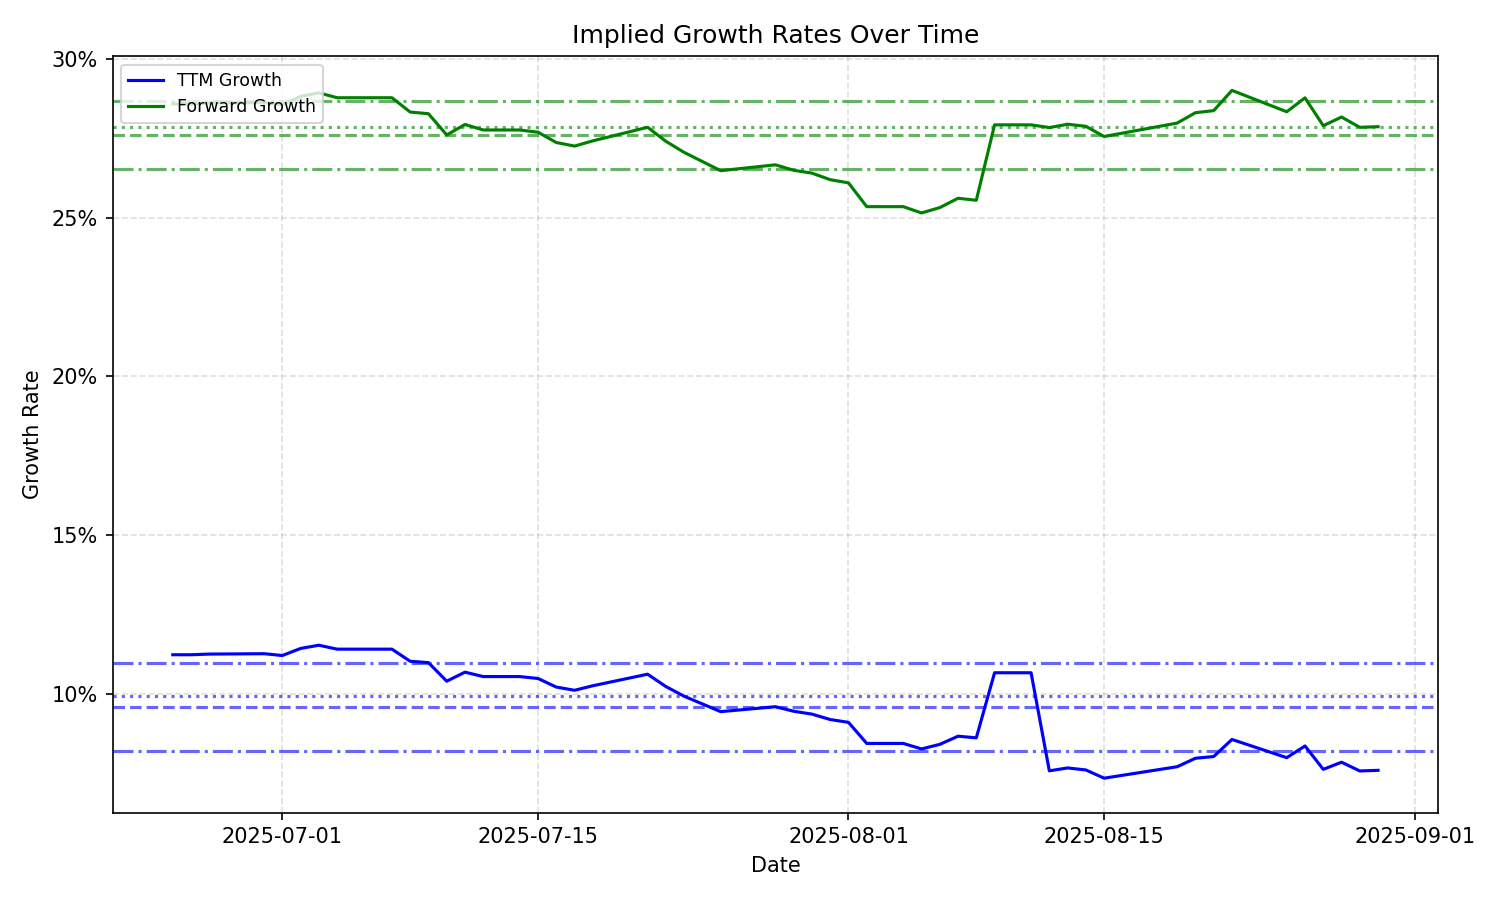 Implied Growth Rates Over Time
TTM Growth
Forward Growth
Growth Rate
30%
25%
20%
15%
10%
2025-07-01
2025-07-15
2025-08-01
2025-08-15
2025-09-01
Date